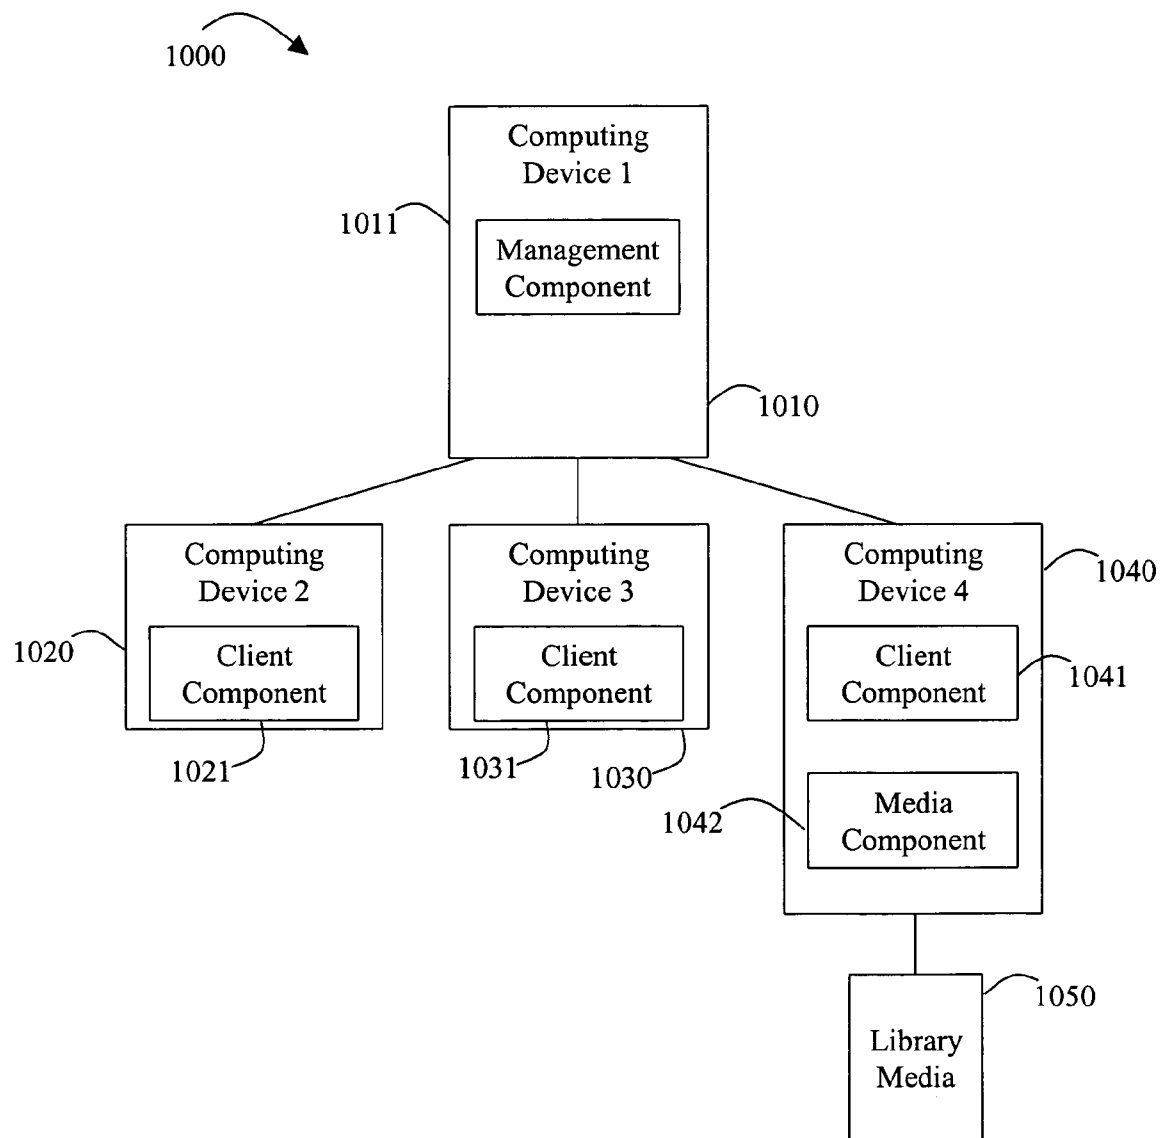 1000
Computing
Device 1
1011
Management
Component
1010
Computing
Device 2
Computing
Device 3
Computing
Device 4
1040
1020
Client
Component
Client
Component
Client
Component
1041
1021
1031
1030
1042
Media
Component
1050
Library
Media